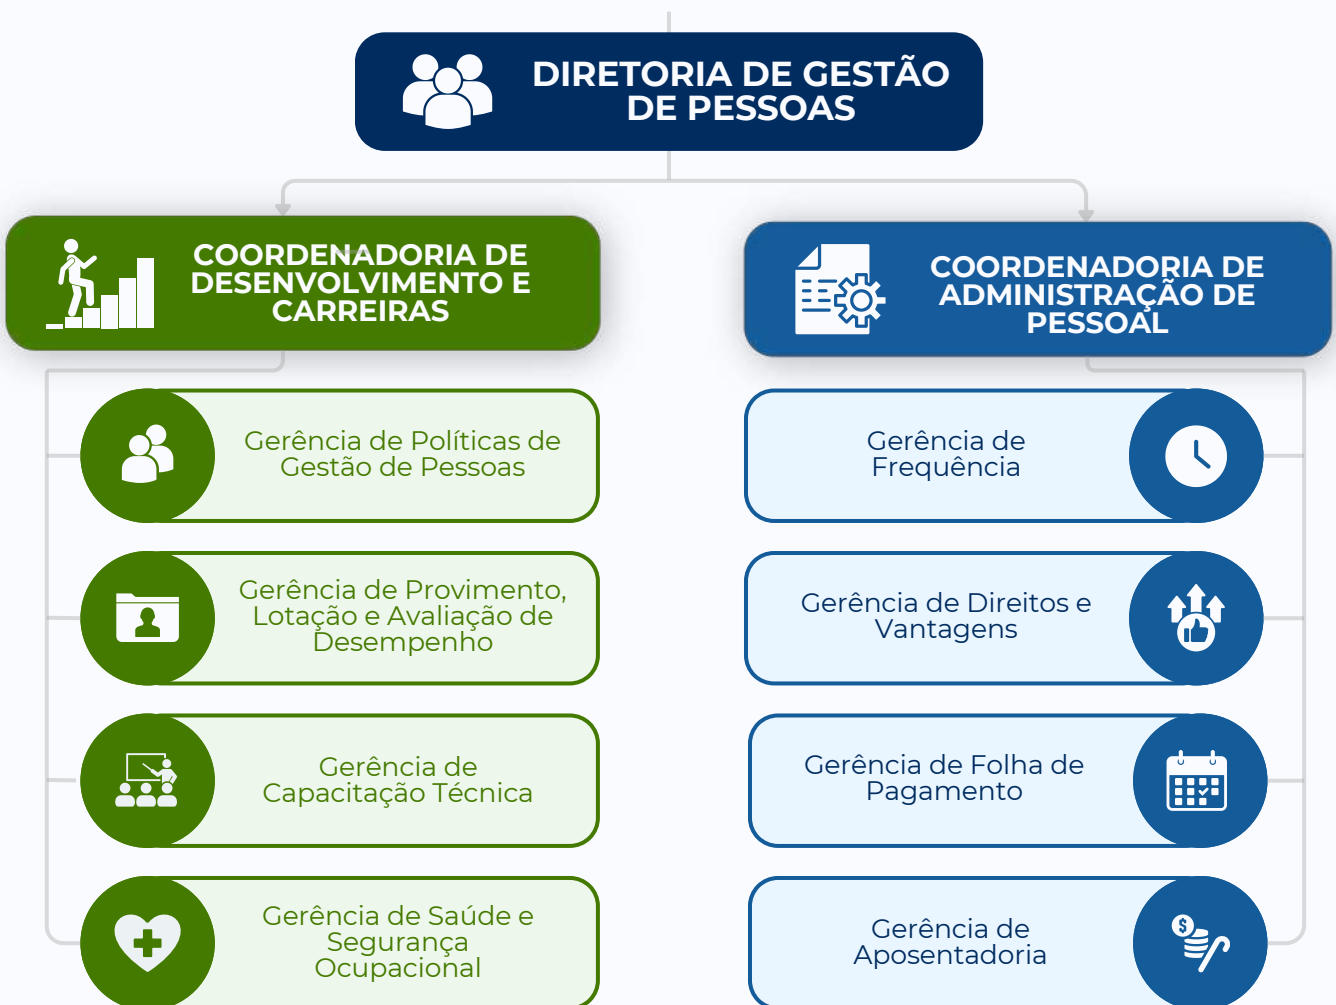 DIRETORIA DE GESTÃO
DE PESSOAS
COORDENADORIA DE
DESENVOLVIMENTO E
CARREIRAS
Gerência de Políticas de
Gestão de Pessoas
Gerência de Provimento,
Lotação e Avaliação de
Desempenho
Gerência de
Capacitação Técnica
Gerência de Saúde e
Segurança
Ocupacional
COORDENADORIA DE
ADMINISTRAÇÃO DE
PESSOAL
Gerência de
Frequência
Gerência de Direitos e
Vantagens
Gerência de Folha de
Pagamento
Gerência de
Aposentadoria
$